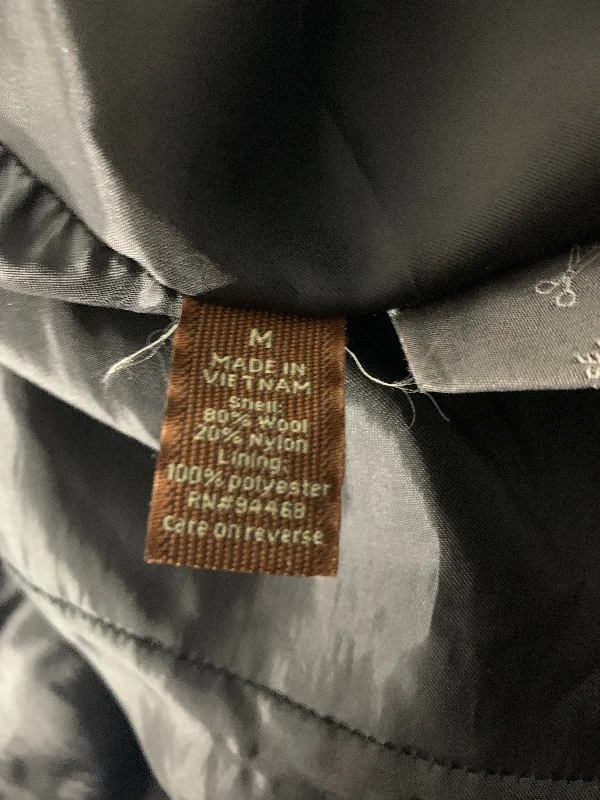 M
MADE IN
VIETNAM
Shell:
80% Wool
20% Nylon
Lining:
100% polyester
RN#94468
care on reverse